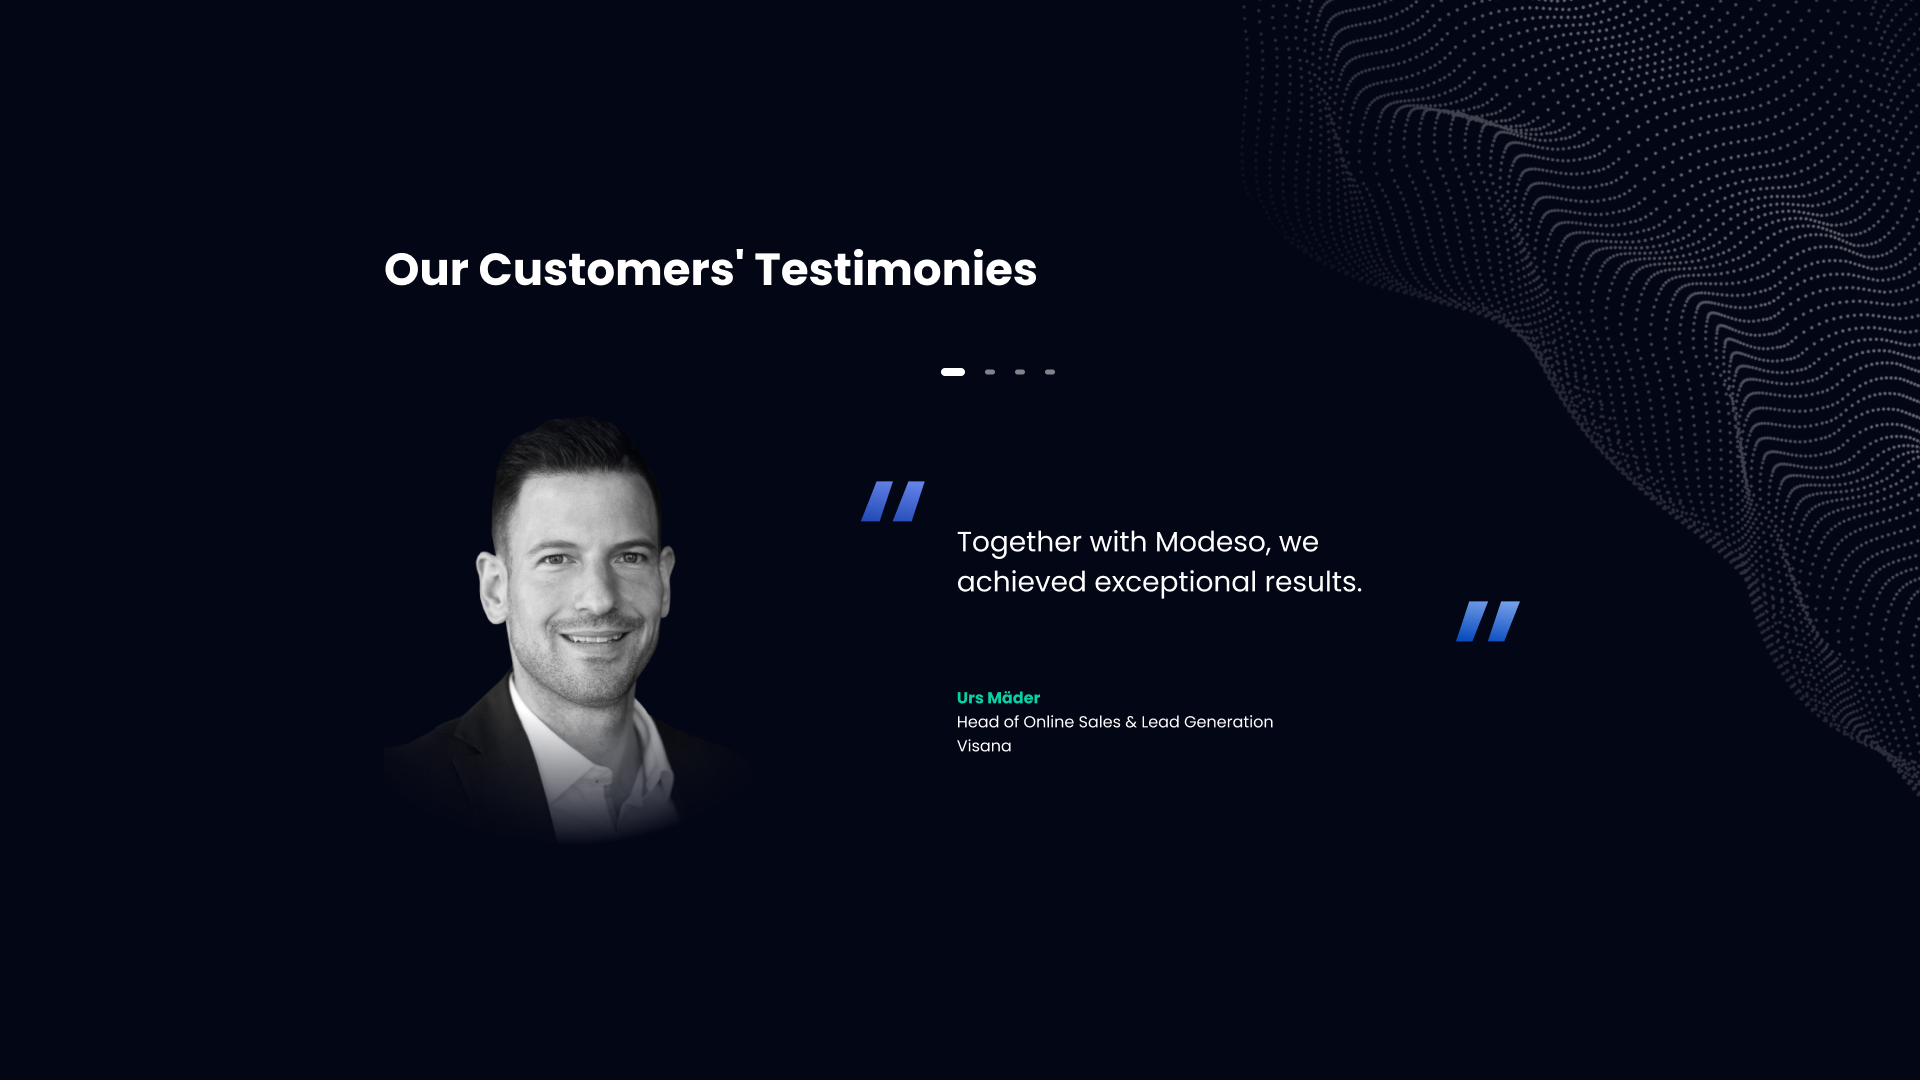 Our Customers' Testimonies
Together with Modeso, we
achieved exceptional results.
Urs Mäder
Head of Online Sales & Lead Generation
Visana